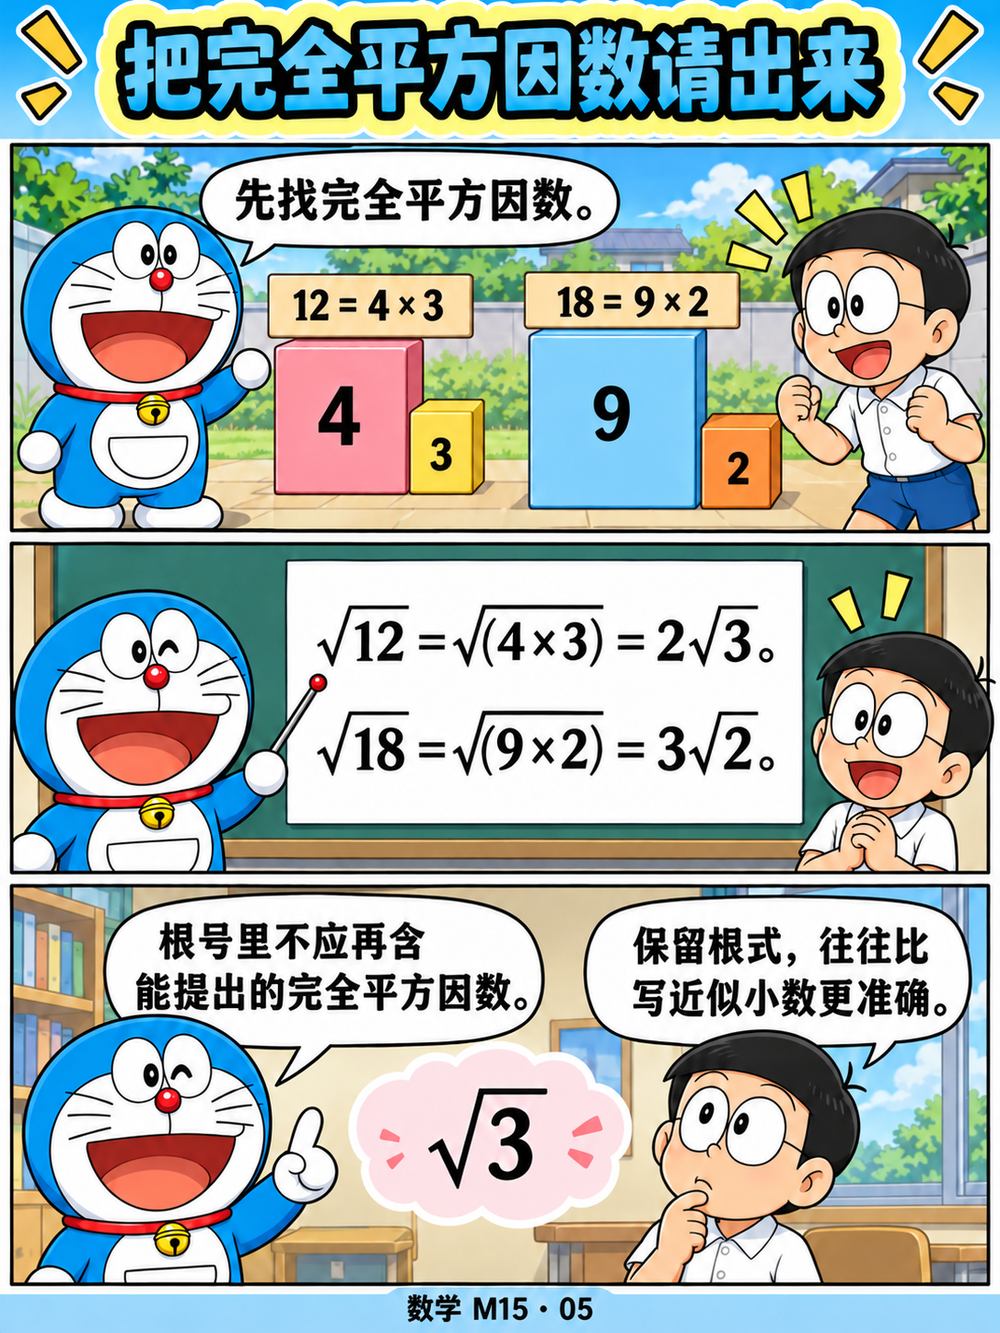 把完全平方因数请出来
先找完全平方因数。
12 = 4 × 3
18 = 9 × 2
4
3
9
2
√12 = √(4×3) = 2√3。
√18 = √(9×2) = 3√2。
根号里不应再含
能提出的完全平方因数。
保留根式，往往比
写近似小数更准确。
√3
数学 M15 · 05